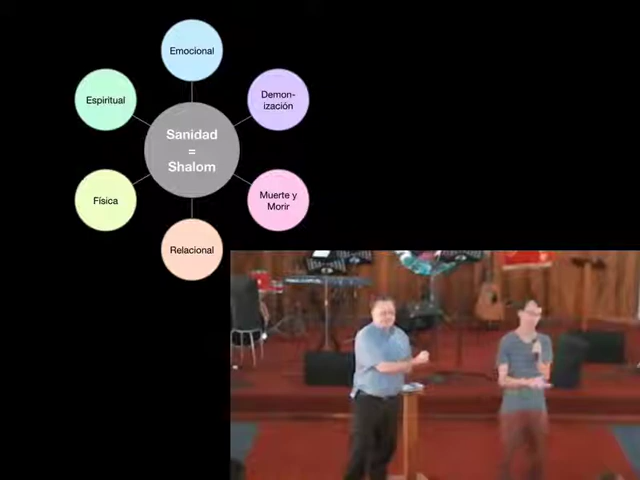 Emocional
Espiritual
Demon-
ización
Sanidad
=
Shalom
Física
Muerte y
Morir
Relacional